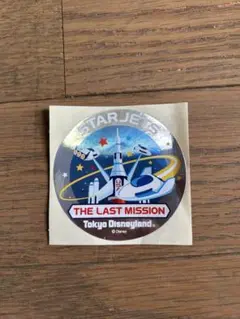 STARJETS
THE LAST MISSION
Tokyo Disneyland
© Disney